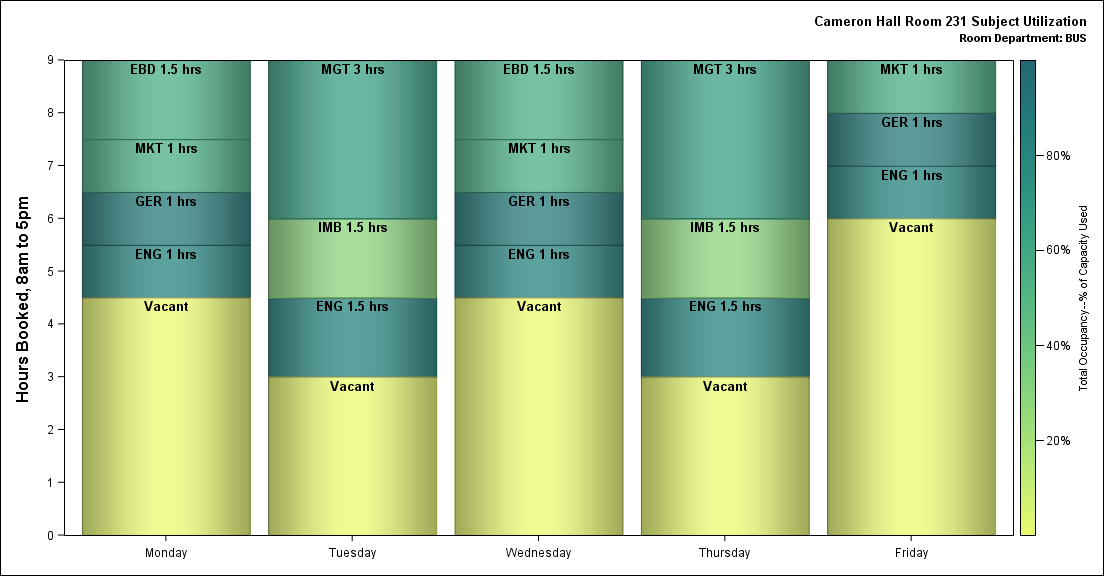 Cameron Hall Room 231 Subject Utilization
Room Department: BUS
Hours Booked, 8am to 5pm
9
8
7
6
5
4
3
2
1
0
EBD 1.5 hrs
MKT 1 hrs
GER 1 hrs
ENG 1 hrs
Vacant
MGT 3 hrs
IMB 1.5 hrs
ENG 1.5 hrs
Vacant
EBD 1.5 hrs
MKT 1 hrs
GER 1 hrs
ENG 1 hrs
Vacant
MGT 3 hrs
IMB 1.5 hrs
ENG 1.5 hrs
Vacant
MKT 1 hrs
GER 1 hrs
ENG 1 hrs
Vacant
Monday
Tuesday
Wednesday
Thursday
Friday
80%
60%
40%
20%
Total Occupancy--% of Capacity Used